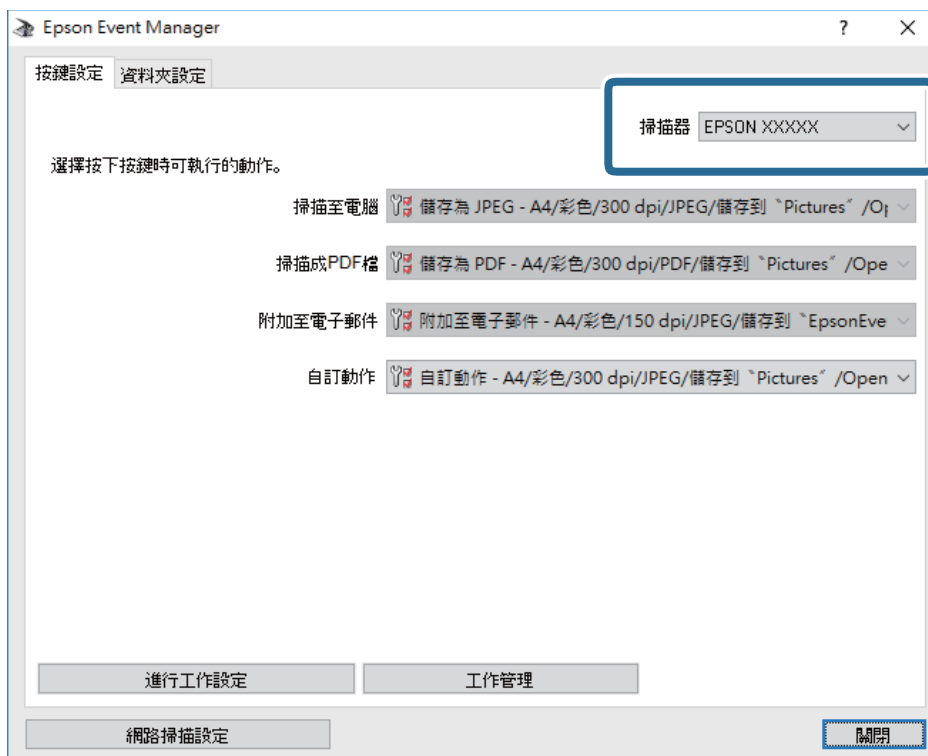 Epson Event Manager
按鍵設定 資料夾設定
掃描器 EPSON XXXXX
選擇按下按鍵時可執行的動作。
掃描至電腦 儲存為 JPEG - A4/彩色/300 dpi/JPEG/儲存到〝Pictures〞/Op
掃描成PDF檔 儲存為 PDF - A4/彩色/300 dpi/PDF/儲存到〝Pictures〞/Ope
附加至電子郵件 附加至電子郵件 - A4/彩色/150 dpi/JPEG/儲存到〝EpsonEve
自訂動作 自訂動作 - A4/彩色/300 dpi/JPEG/儲存到〝Pictures〞/Open
進行工作設定 工作管理
網路掃描設定 關閉